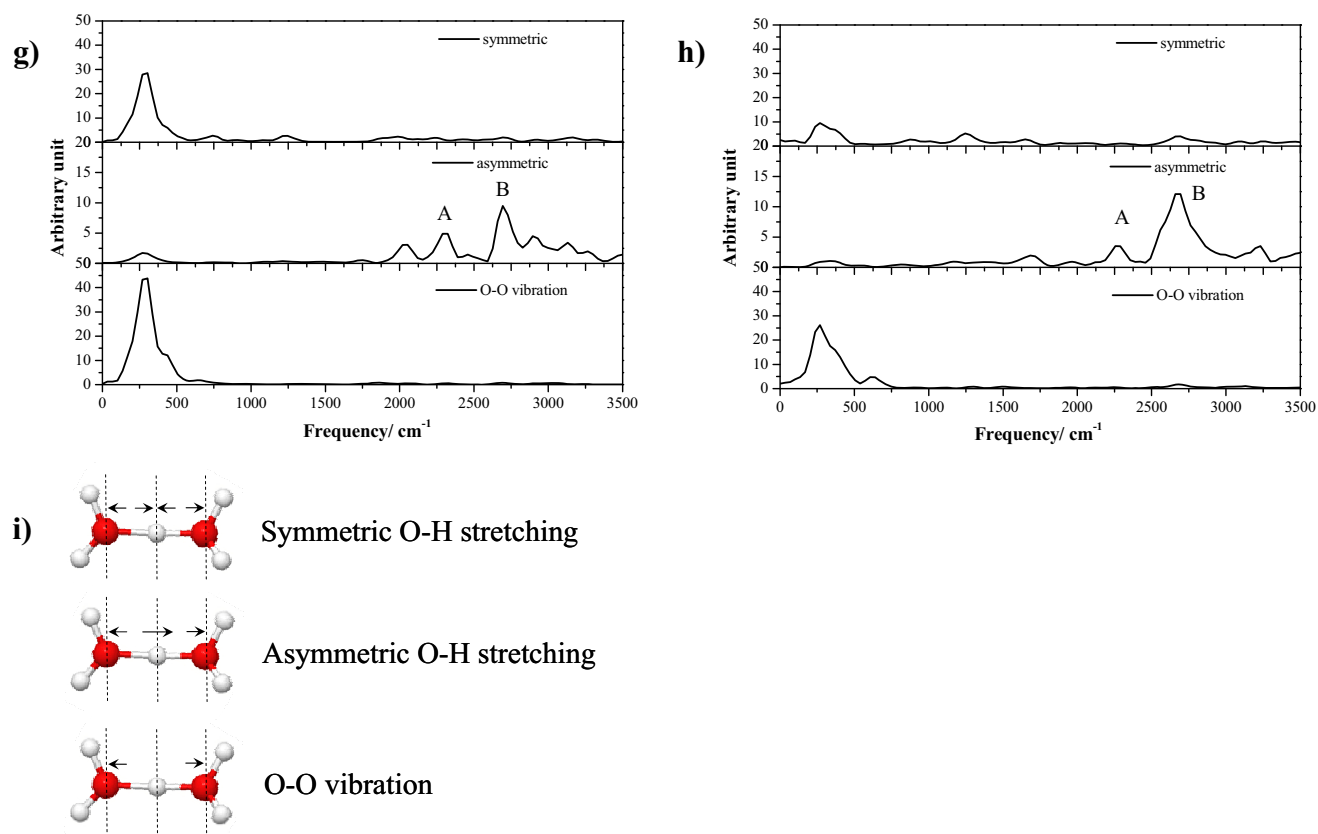 g)
symmetric
50
40
30
20
10
20
asymmetric
15
10
5
50
A
B
O-O vibration
40
30
20
10
0
0 500 1000 1500 2000 2500 3000 3500
Frequency/ cm-1
Arbitrary unit
h)
symmetric
50
40
30
20
10
20
asymmetric
15
10
5
50
A
B
O-O vibration
40
30
20
10
0
0 500 1000 1500 2000 2500 3000 3500
Frequency/ cm-1
Arbitrary unit
i)
Symmetric O-H stretching
Asymmetric O-H stretching
O-O vibration